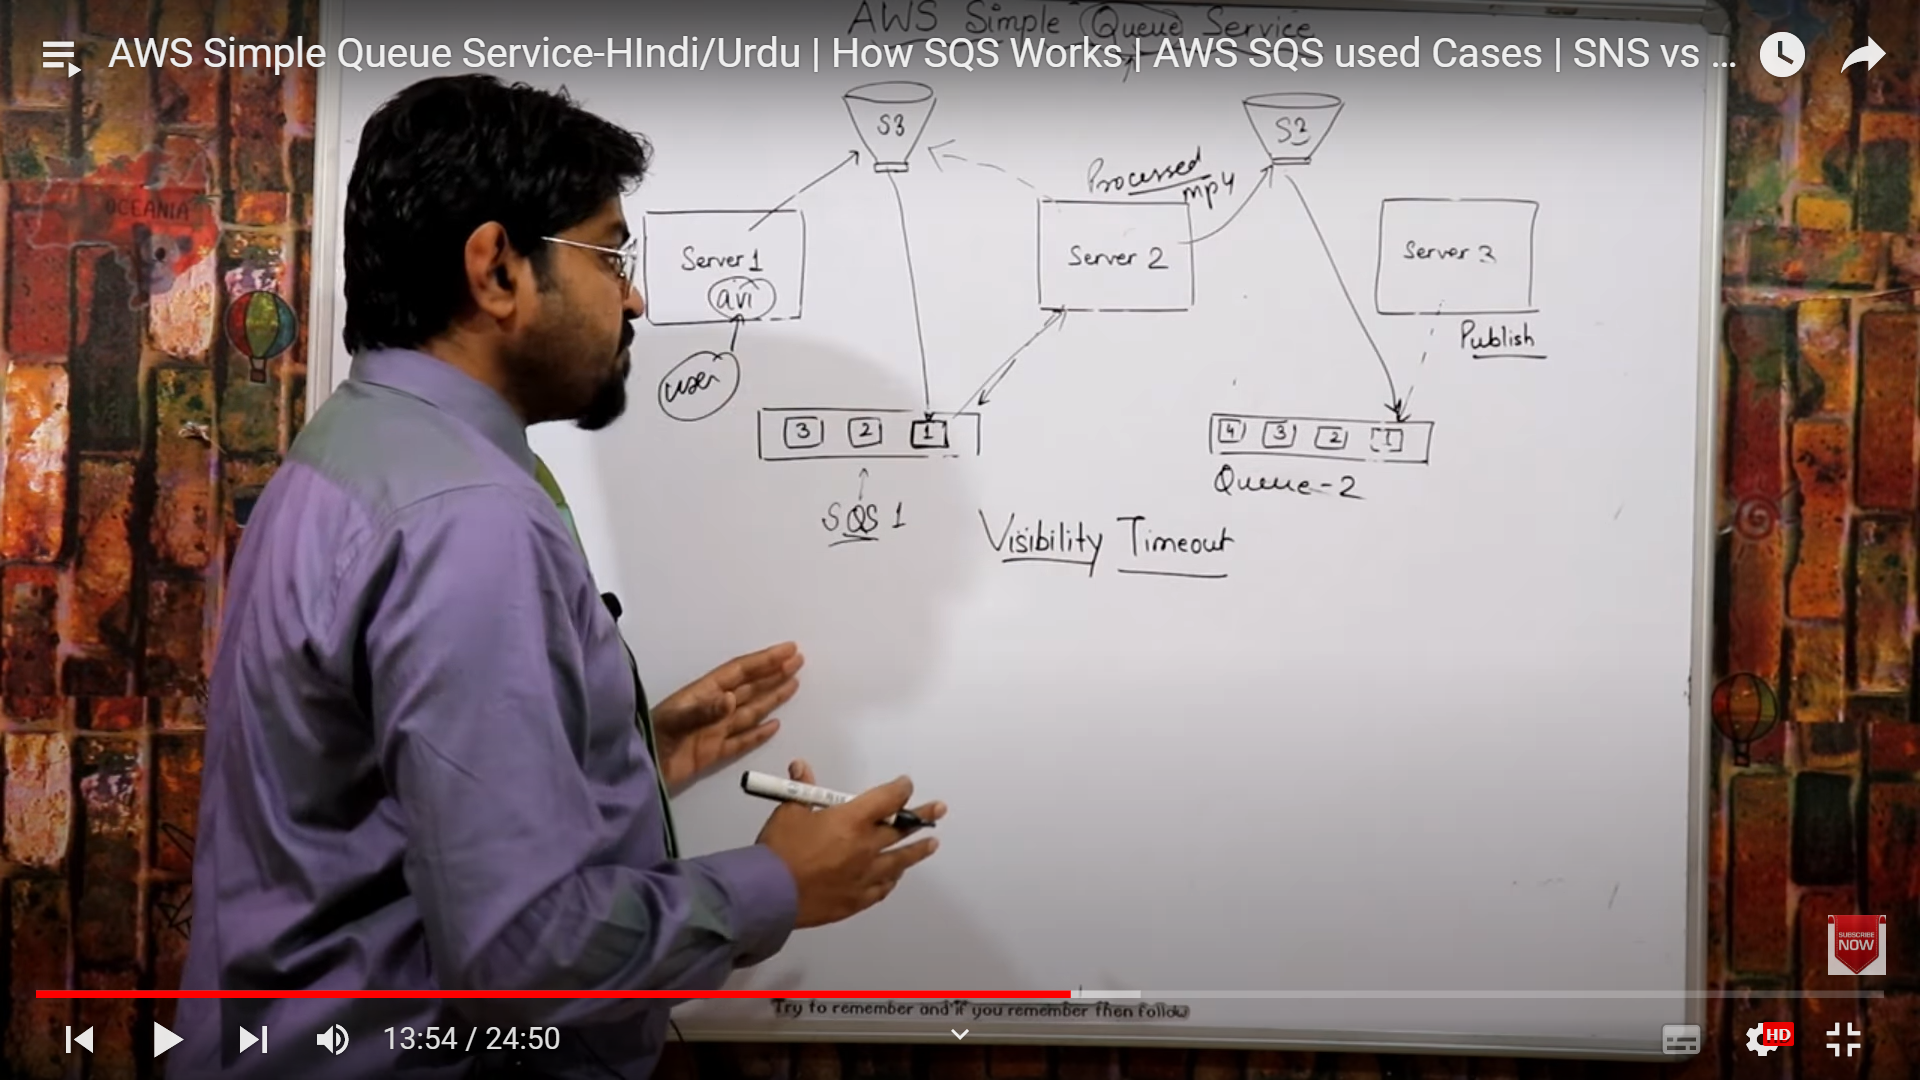 AWS Simple Queue Service
AWS Simple Queue Service-HIndi/Urdu | How SQS Works | AWS SQS used Cases | SNS vs ...
OCEANIA
S3
S3
Processed
mp4
Server 1
avi
Server 2
Server 3
Publish
user
3 2 1
4 3 2 1
Queue-2
SQS 1
Visibility Timeout
SUBSCRIBE
NOW
Try to remember and if you remember then follow
13:54 / 24:50
HD